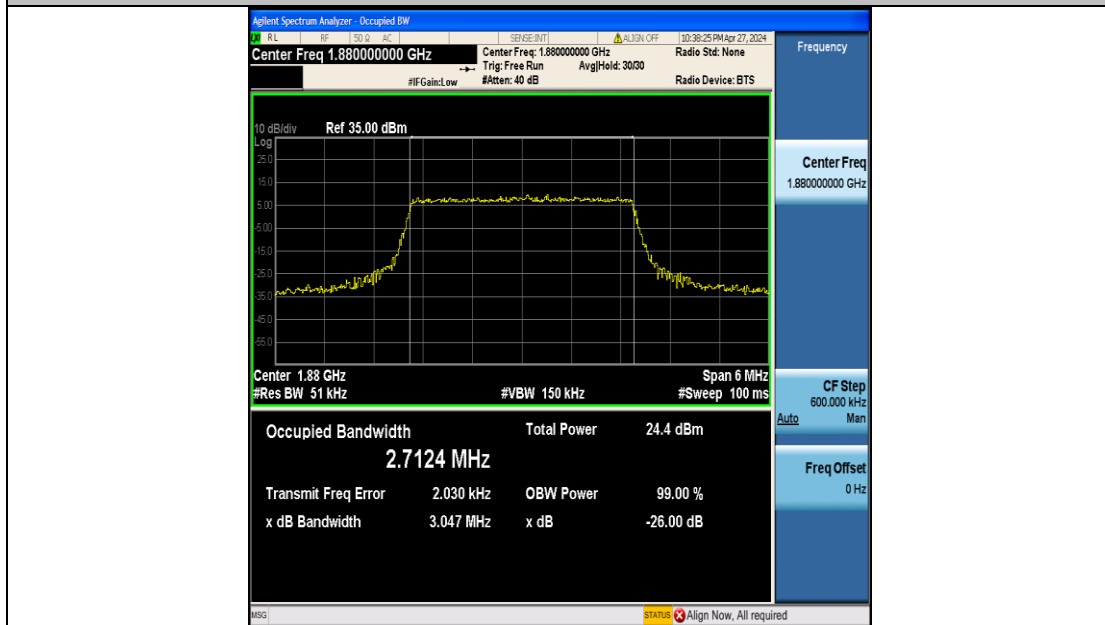 Agilent Spectrum Analyzer - Occupied BW
RL RF 50 Ω AC SENSE:INT ALIGN OFF 10:38:25 PM Apr 27, 2024
Center Freq 1.880000000 GHz
Center Freq: 1.880000000 GHz Radio Std: None
Trig: Free Run Avg|Hold: 30/30
#IFGain:Low #Atten: 40 dB Radio Device: BTS
Frequency
10 dB/div Ref 35.00 dBm
Log
25.0
15.0
5.00
-5.00
-15.0
-25.0
-35.0
-45.0
-55.0
Center 1.88 GHz Span 6 MHz
#Res BW 51 kHz #VBW 150 kHz #Sweep 100 ms
Occupied Bandwidth Total Power 24.4 dBm
2.7124 MHz
Transmit Freq Error 2.030 kHz OBW Power 99.00 %
x dB Bandwidth 3.047 MHz x dB -26.00 dB
Center Freq
1.880000000 GHz
CF Step
600.000 kHz
Auto Man
Freq Offset
0 Hz
MSG STATUS Align Now, All required